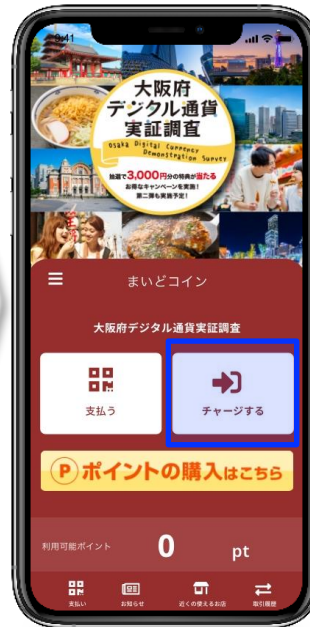 9:41
大阪府
デジタル通貨
実証調査
Osaka Digital Currency
Demonstration Survey
抽選で3,000円分の特典が当たる
お得なキャンペーンを実施!
第二弾も実施予定!
まいどコイン
大阪府デジタル通貨実証調査
支払う
チャージする
Pポイントの購入はこちら
利用可能ポイント 0 pt
支払い お知らせ 近くの使えるお店 取引履歴